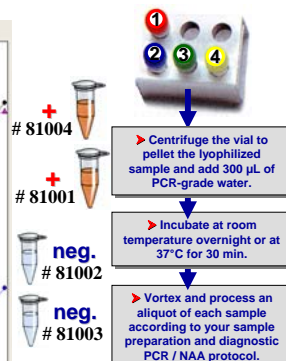 1
2 3 4
+
# 81004
+
# 81001
neg.
# 81002
neg.
# 81003
➤ Centrifuge the vial to
pellet the lyophilized
sample and add 300 µL of
PCR-grade water.
➤ Incubate at room
temperature overnight or at
37°C for 30 min.
➤ Vortex and process an
aliquot of each sample
according to your sample
preparation and diagnostic
PCR / NAA protocol.